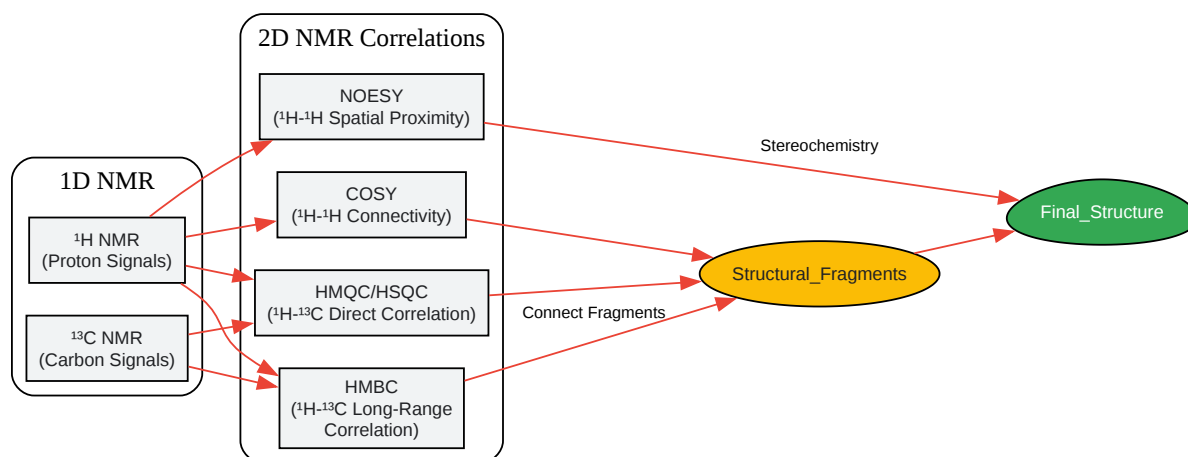 2D NMR Correlations
NOESY
(¹H-¹H Spatial Proximity)
Stereochemistry
1D NMR
COSY
(¹H-¹H Connectivity)
Final_Structure
¹H NMR
(Proton Signals)
HMQC/HSQC
(¹H-¹³C Direct Correlation)
Structural_Fragments
Connect Fragments
¹³C NMR
(Carbon Signals)
HMBC
(¹H-¹³C Long-Range
Correlation)